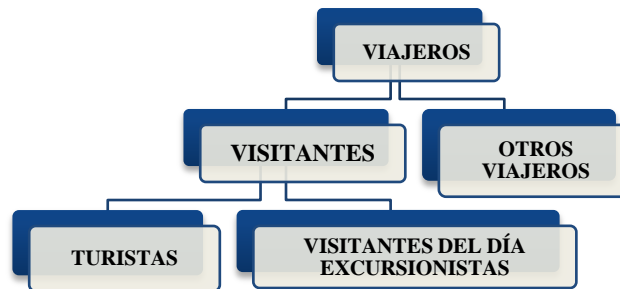 VIAJEROS
VISITANTES
OTROS
VIAJEROS
TURISTAS
VISITANTES DEL DÍA
EXCURSIONISTAS